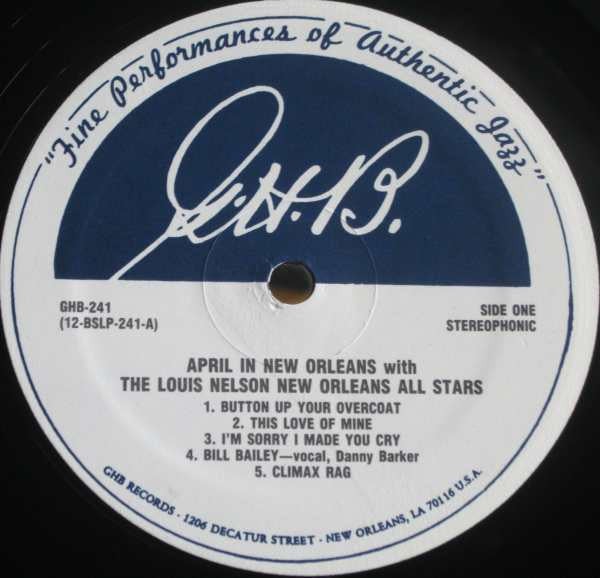 "Fine Performances of Authentic Jazz"
G.H.B.
GHB-241
(12-BSLP-241-A)
SIDE ONE
STEREOPHONIC
APRIL IN NEW ORLEANS with
THE LOUIS NELSON NEW ORLEANS ALL STARS
1. BUTTON UP YOUR OVERCOAT
2. THIS LOVE OF MINE
3. I'M SORRY I MADE YOU CRY
4. BILL BAILEY—vocal, Danny Barker
5. CLIMAX RAG
GHB RECORDS - 1206 DECATUR STREET - NEW ORLEANS, LA 70116 U.S.A.